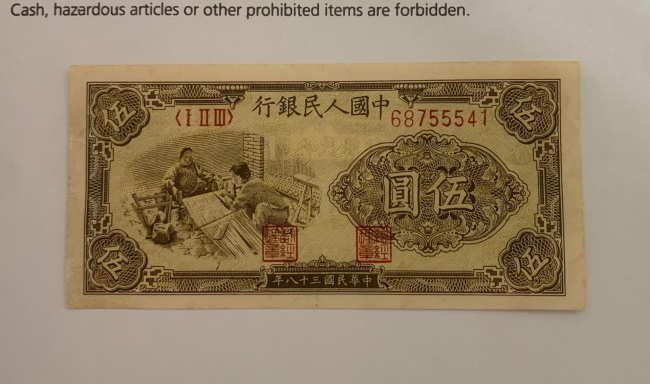 Cash, hazardous articles or other prohibited items are forbidden.
伍
伍
中國人民銀行
〈I II III〉
68755541
伍圓
伍
伍
中華民國三十八年